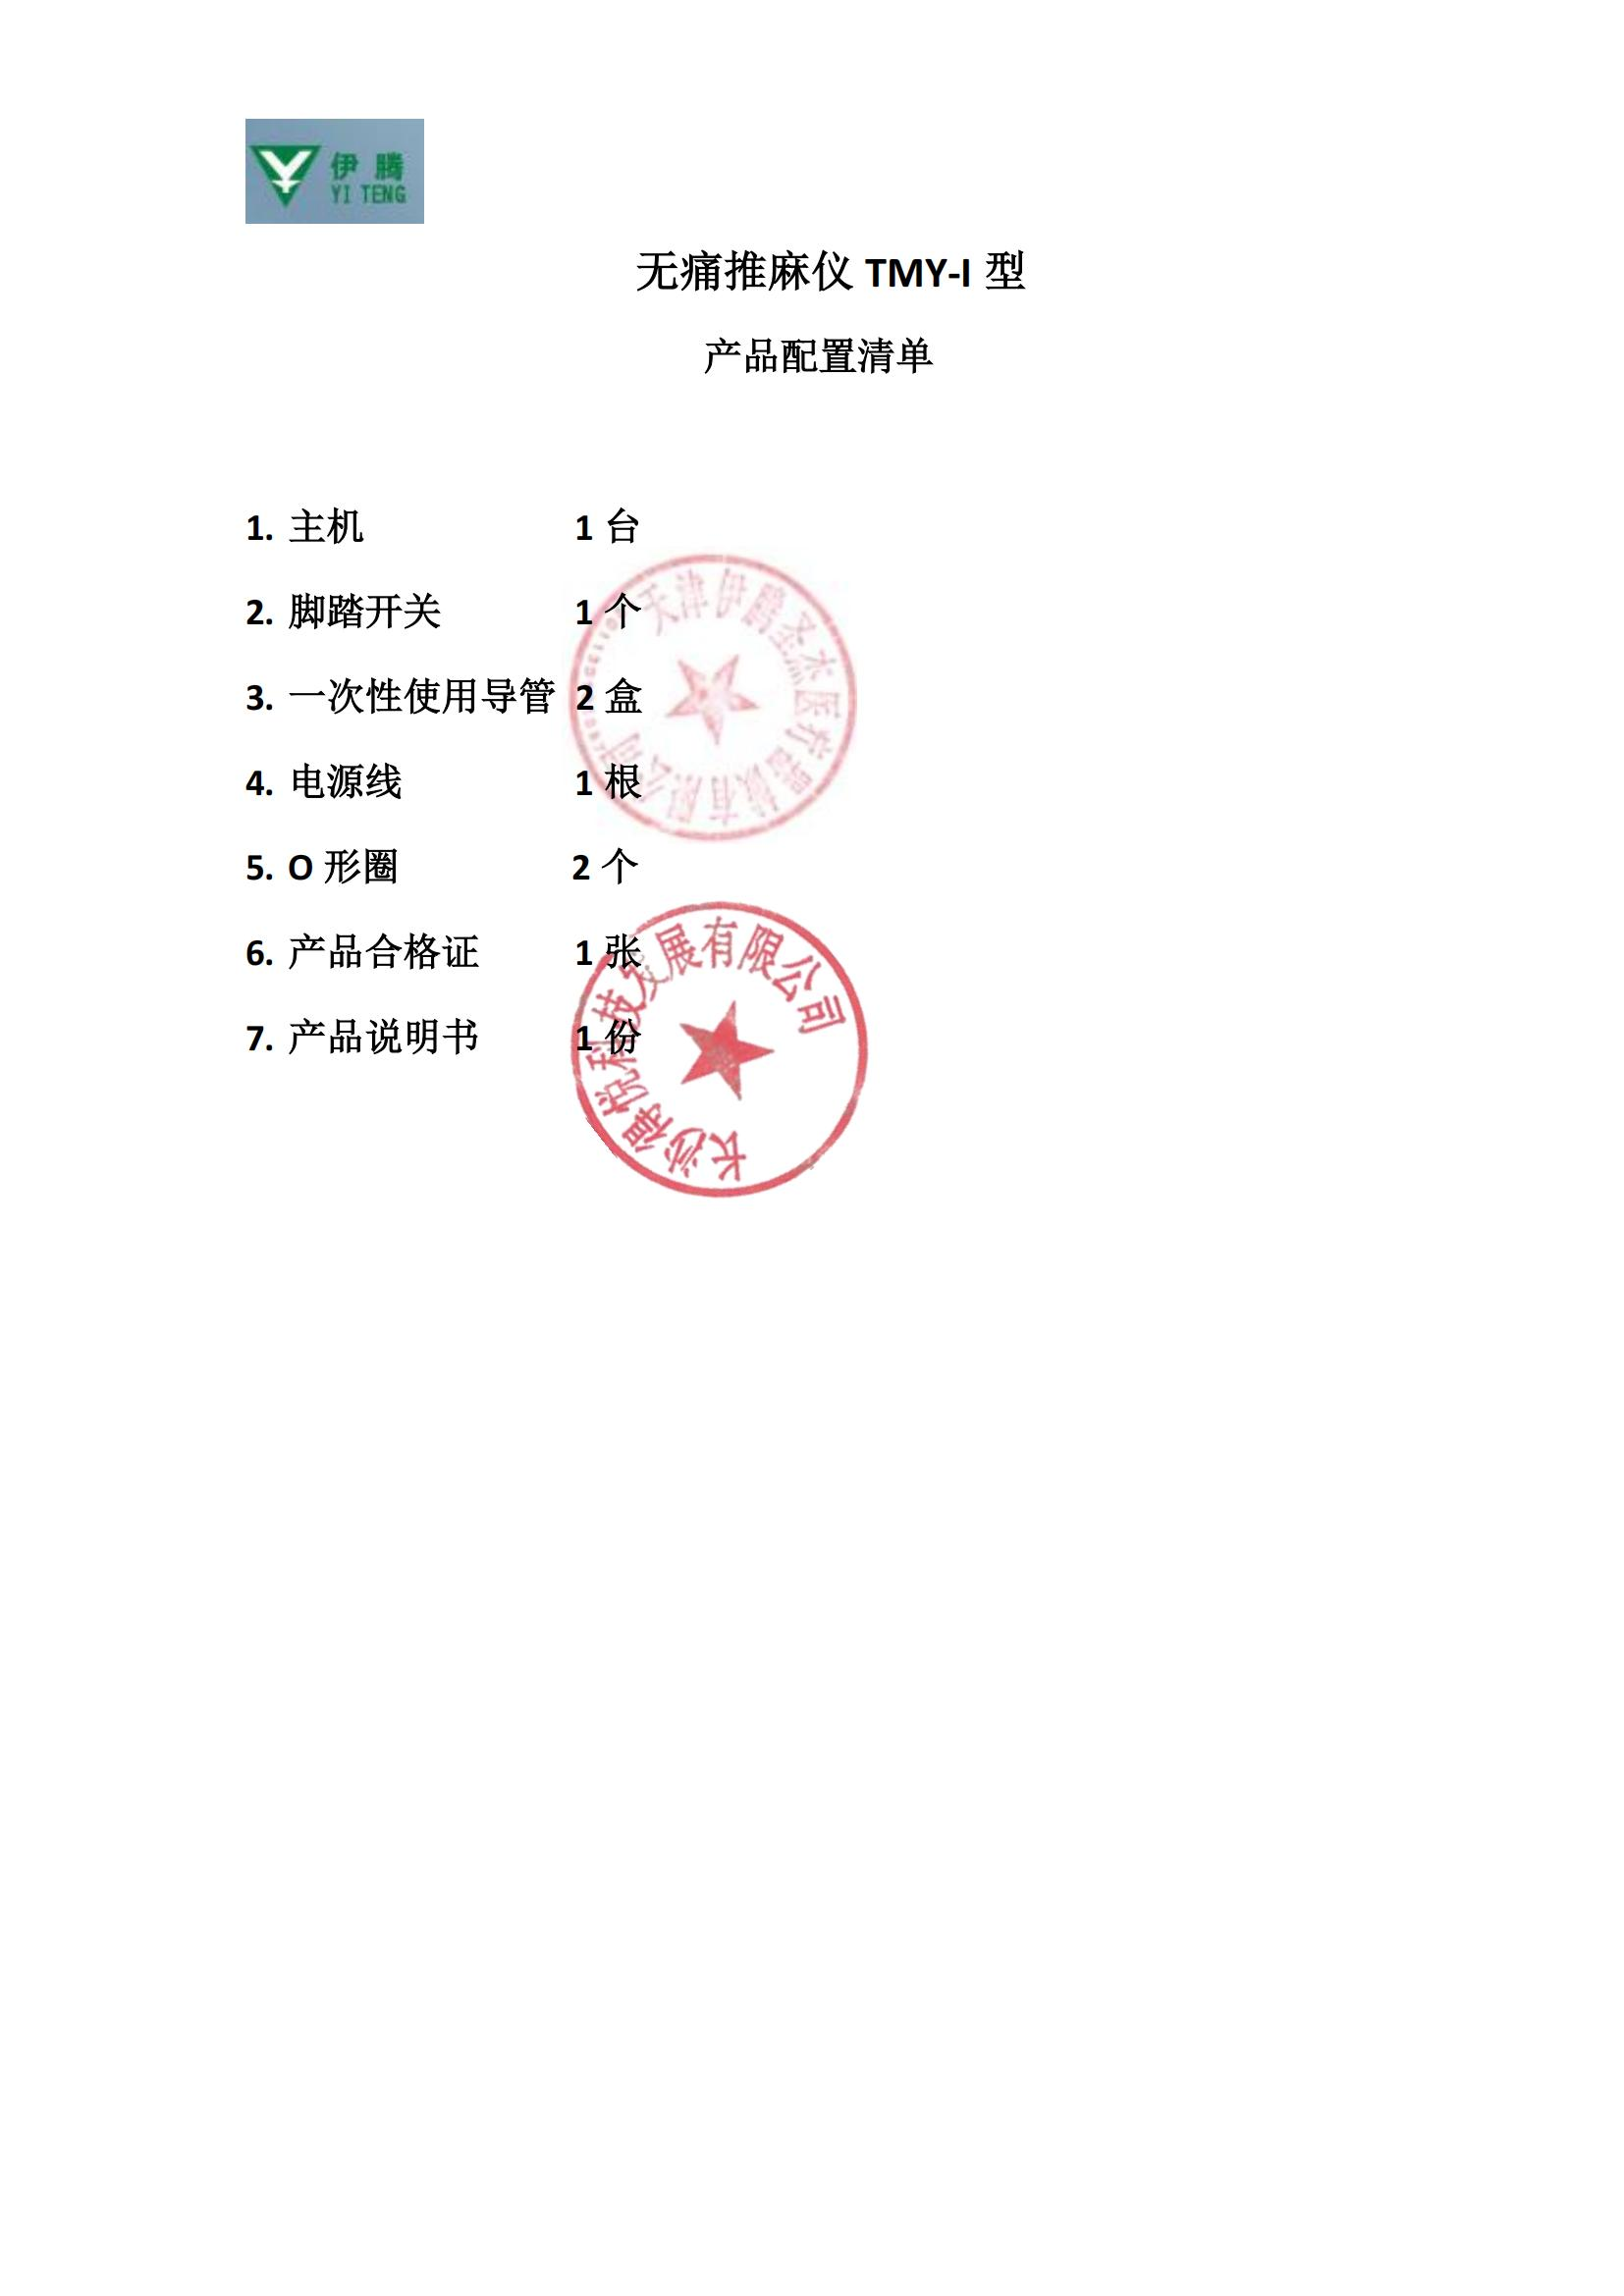 伊腾
YI TENG
无痛推麻仪 TMY-I 型
产品配置清单
1. 主机 1 台
2. 脚踏开关 1 个
3. 一次性使用导管 2 盒
4. 电源线 1 根
5. O 形圈 2 个
6. 产品合格证 1 张
7. 产品说明书 1 份
天津伊鹏圣杰医疗器械有限公司
长沙得悦科技发展有限公司